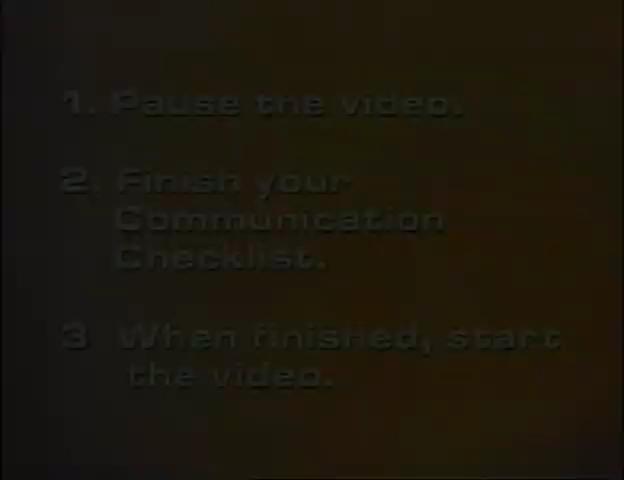 1. Pause the video.
2. Finish your
Communication
Checklist.
3 When finished, start
the video.